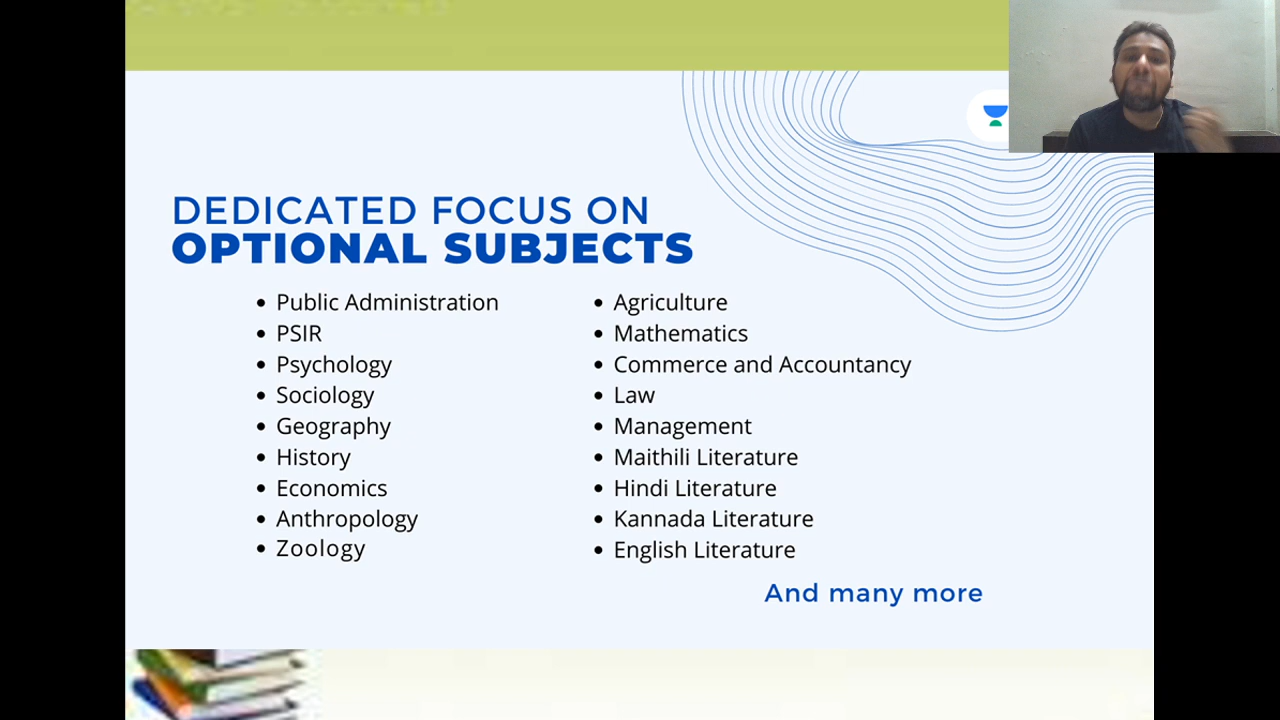 DEDICATED FOCUS ON
OPTIONAL SUBJECTS
Public Administration
PSIR
Psychology
Sociology
Geography
History
Economics
Anthropology
Zoology
Agriculture
Mathematics
Commerce and Accountancy
Law
Management
Maithili Literature
Hindi Literature
Kannada Literature
English Literature
And many more